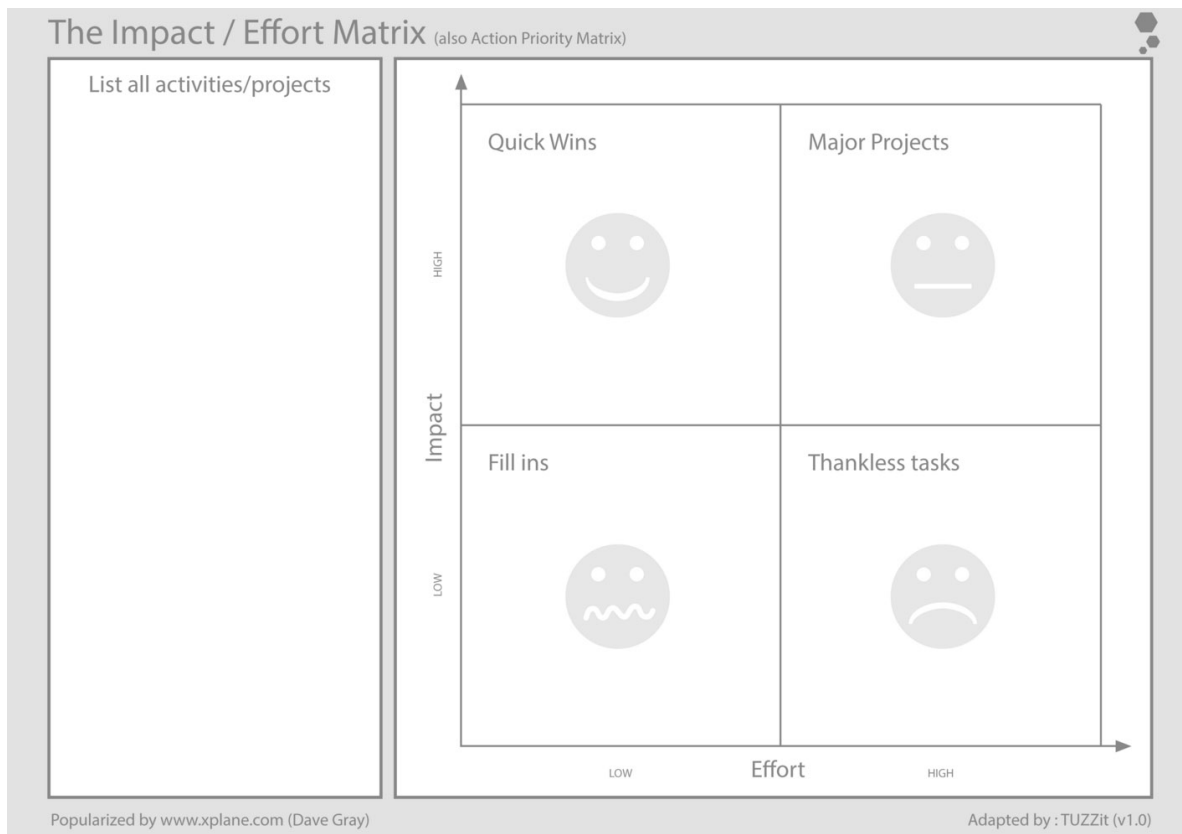 The Impact / Effort Matrix (also Action Priority Matrix)
List all activities/projects
Quick Wins
Major Projects
HIGH
Impact
Fill ins
Thankless tasks
LOW
LOW
Effort
HIGH
Popularized by www.xplane.com (Dave Gray)
Adapted by : TUZZit (v1.0)